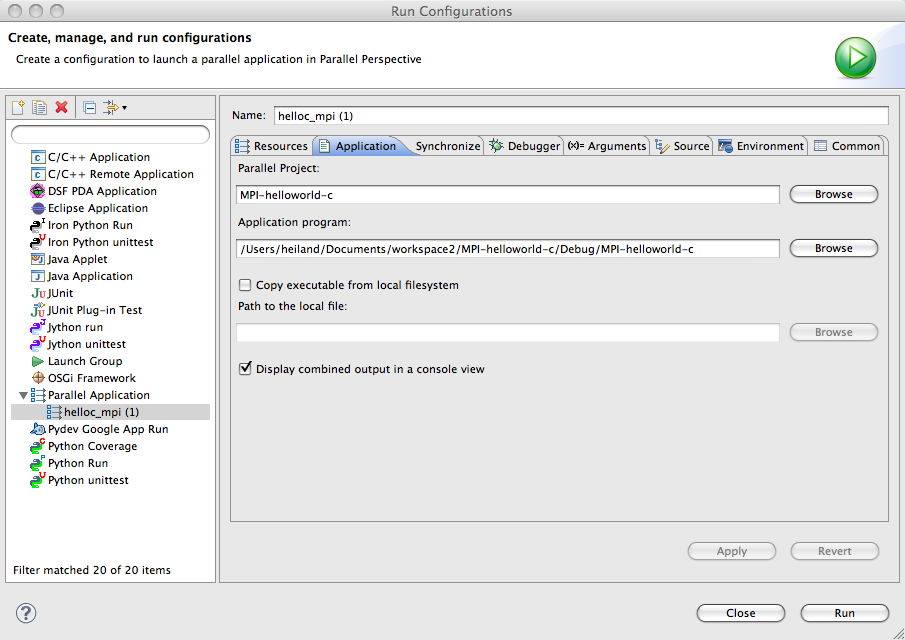 Run Configurations
Create, manage, and run configurations
Create a configuration to launch a parallel application in Parallel Perspective
C/C++ Application
C/C++ Remote Application
DSF PDA Application
Eclipse Application
Iron Python Run
Iron Python unittest
Java Applet
Java Application
JUnit
JUnit Plug-in Test
Jython run
Jython unittest
Launch Group
OSGi Framework
Parallel Application
helloc_mpi (1)
Pydev Google App Run
Python Coverage
Python Run
Python unittest
Filter matched 20 of 20 items
Name: helloc_mpi (1)
Resources Application Synchronize Debugger (x)= Arguments Source Environment Common
Parallel Project:
MPI-helloworld-c Browse
Application program:
/Users/heiland/Documents/workspace2/MPI-helloworld-c/Debug/MPI-helloworld-c Browse
Copy executable from local filesystem
Path to the local file:
Browse
Display combined output in a console view
Apply Revert
? Close Run